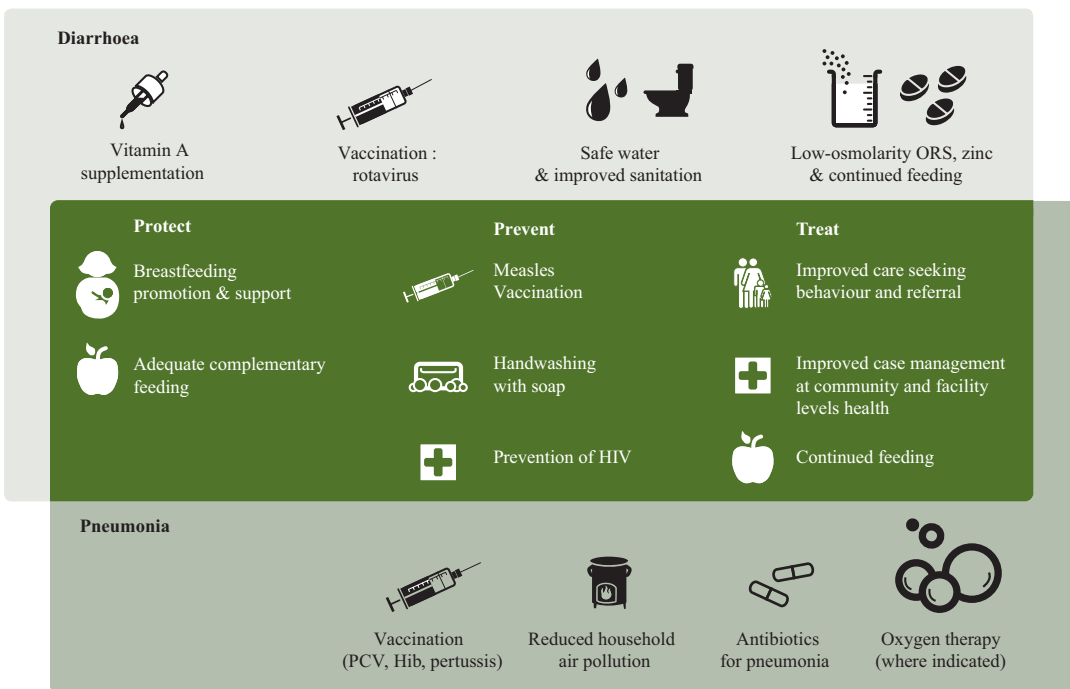 Diarrhoea
Vitamin A
supplementation
Vaccination :
rotavirus
Safe water
& improved sanitation
Low-osmolarity ORS, zinc
& continued feeding
Protect
Breastfeeding
promotion & support
Adequate complementary
feeding
Prevent
Measles
Vaccination
Handwashing
with soap
Prevention of HIV
Treat
Improved care seeking
behaviour and referral
Improved case management
at community and facility
levels health
Continued feeding
Pneumonia
Vaccination
(PCV, Hib, pertussis)
Reduced household
air pollution
Antibiotics
for pneumonia
Oxygen therapy
(where indicated)